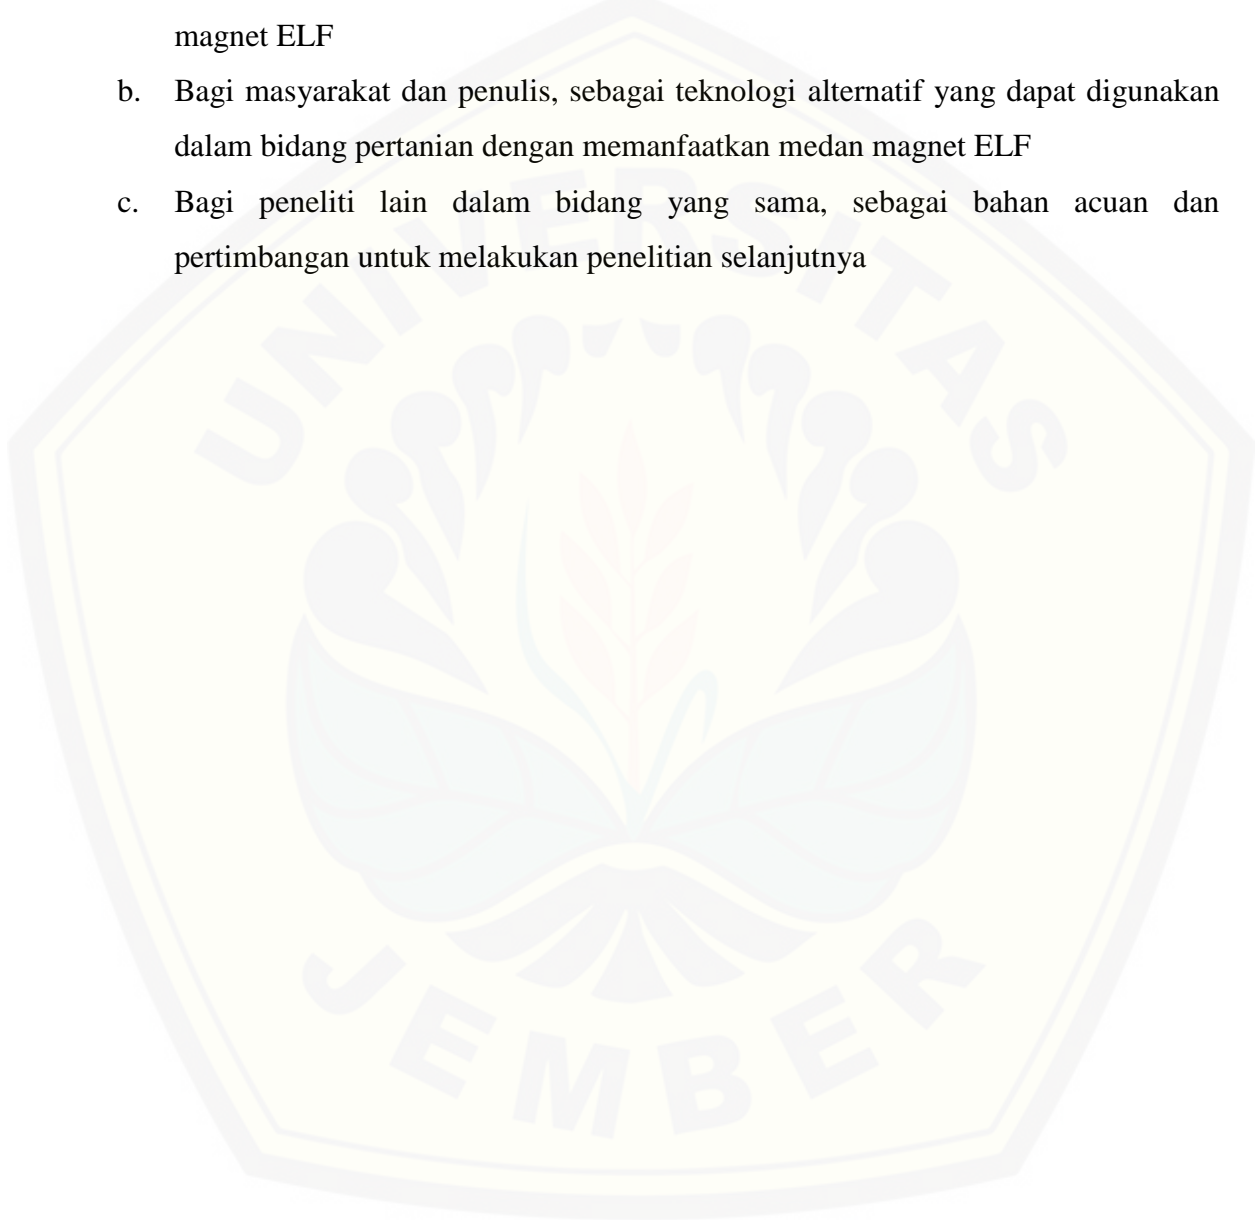 magnet ELF
b. Bagi masyarakat dan penulis, sebagai teknologi alternatif yang dapat digunakan
dalam bidang pertanian dengan memanfaatkan medan magnet ELF
c. Bagi peneliti lain dalam bidang yang sama, sebagai bahan acuan dan
pertimbangan untuk melakukan penelitian selanjutnya
UNIVERSITAS
JEMBER